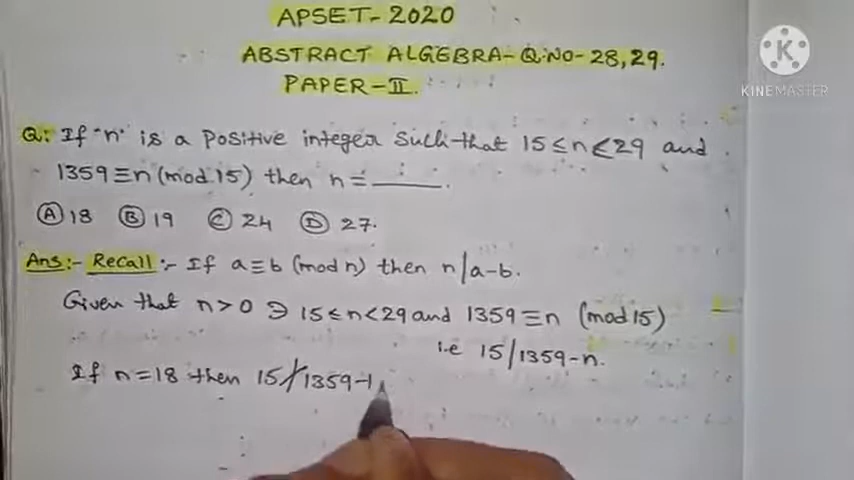 APSET-2020
ABSTRACT ALGEBRA-Q.NO-28,29.
PAPER-II
K
KINEMASTER
Q: If "n" is a positive integer such that 15≤n<29 and
1359≡n(mod 15) then n=______.
Ⓐ 18 Ⓑ 19 Ⓒ 24 Ⓓ 27.
Ans:- Recall:- If a≡b (mod n) then n/a-b.
Given that n>0 ∋ 15≤n<29 and 1359≡n (mod 15)
i.e 15/1359-n.
If n=18 then 15∤1359-1